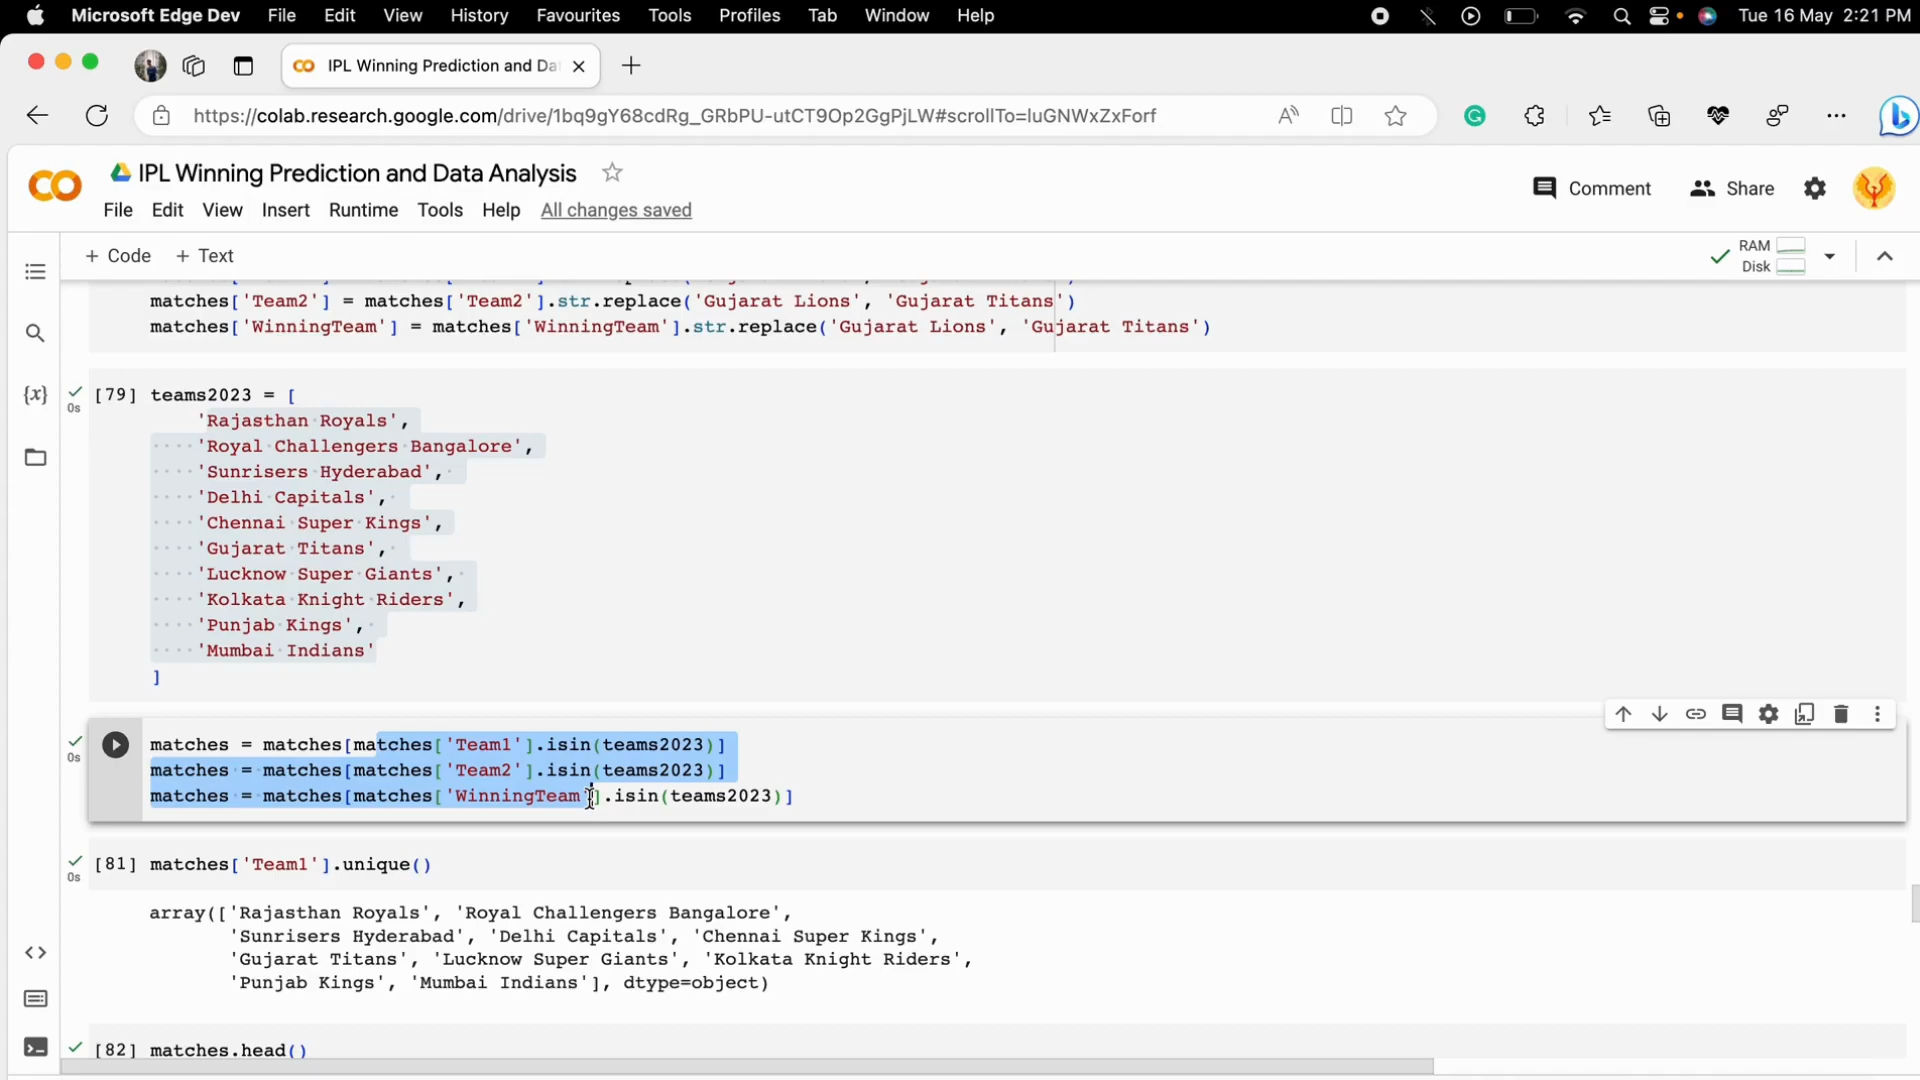 Microsoft Edge Dev File Edit View History Favourites Tools Profiles Tab Window Help Tue 16 May 2:21 PM
IPL Winning Prediction and Da
https://colab.research.google.com/drive/1bq9gY68cdRg_GRbPU-utCT9Op2GgPjLW#scrollTo=luGNWxZxForf
IPL Winning Prediction and Data Analysis
Comment Share
File Edit View Insert Runtime Tools Help All changes saved
+ Code + Text
RAM
Disk
matches['Team2'] = matches['Team2'].str.replace('Gujarat Lions', 'Gujarat Titans')
matches['WinningTeam'] = matches['WinningTeam'].str.replace('Gujarat Lions', 'Gujarat Titans')
0s [79] teams2023 = [
'Rajasthan Royals',
'Royal Challengers Bangalore',
'Sunrisers Hyderabad',
'Delhi Capitals',
'Chennai Super Kings',
'Gujarat Titans',
'Lucknow Super Giants',
'Kolkata Knight Riders',
'Punjab Kings',
'Mumbai Indians'
]
0s matches = matches[matches['Team1'].isin(teams2023)]
matches = matches[matches['Team2'].isin(teams2023)]
matches = matches[matches['WinningTeam'].isin(teams2023)]
0s [81] matches['Team1'].unique()
array(['Rajasthan Royals', 'Royal Challengers Bangalore',
'Sunrisers Hyderabad', 'Delhi Capitals', 'Chennai Super Kings',
'Gujarat Titans', 'Lucknow Super Giants', 'Kolkata Knight Riders',
'Punjab Kings', 'Mumbai Indians'], dtype=object)
[82] matches.head()